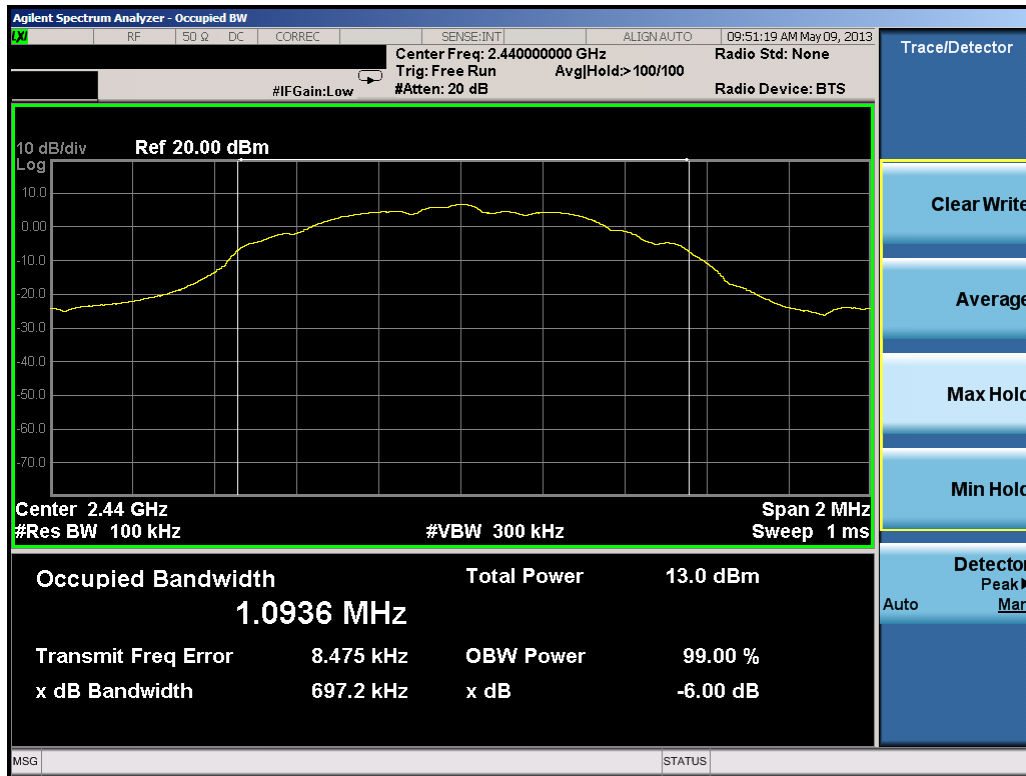 Agilent Spectrum Analyzer - Occupied BW
LXI RF 50 Ω DC CORREC SENSE:INT ALIGN AUTO 09:51:19 AM May 09, 2013
Center Freq: 2.440000000 GHz Radio Std: None
Trig: Free Run Avg|Hold:> 100/100
#IFGain:Low #Atten: 20 dB Radio Device: BTS
10 dB/div Ref 20.00 dBm
Log
10.0
0.00
-10.0
-20.0
-30.0
-40.0
-50.0
-60.0
-70.0
Center 2.44 GHz Span 2 MHz
#Res BW 100 kHz #VBW 300 kHz Sweep 1 ms
Occupied Bandwidth Total Power 13.0 dBm
1.0936 MHz
Transmit Freq Error 8.475 kHz OBW Power 99.00 %
x dB Bandwidth 697.2 kHz x dB -6.00 dB
MSG STATUS
Trace/Detector
Clear Write
Average
Max Hold
Min Hold
Detector
Peak
Auto Man